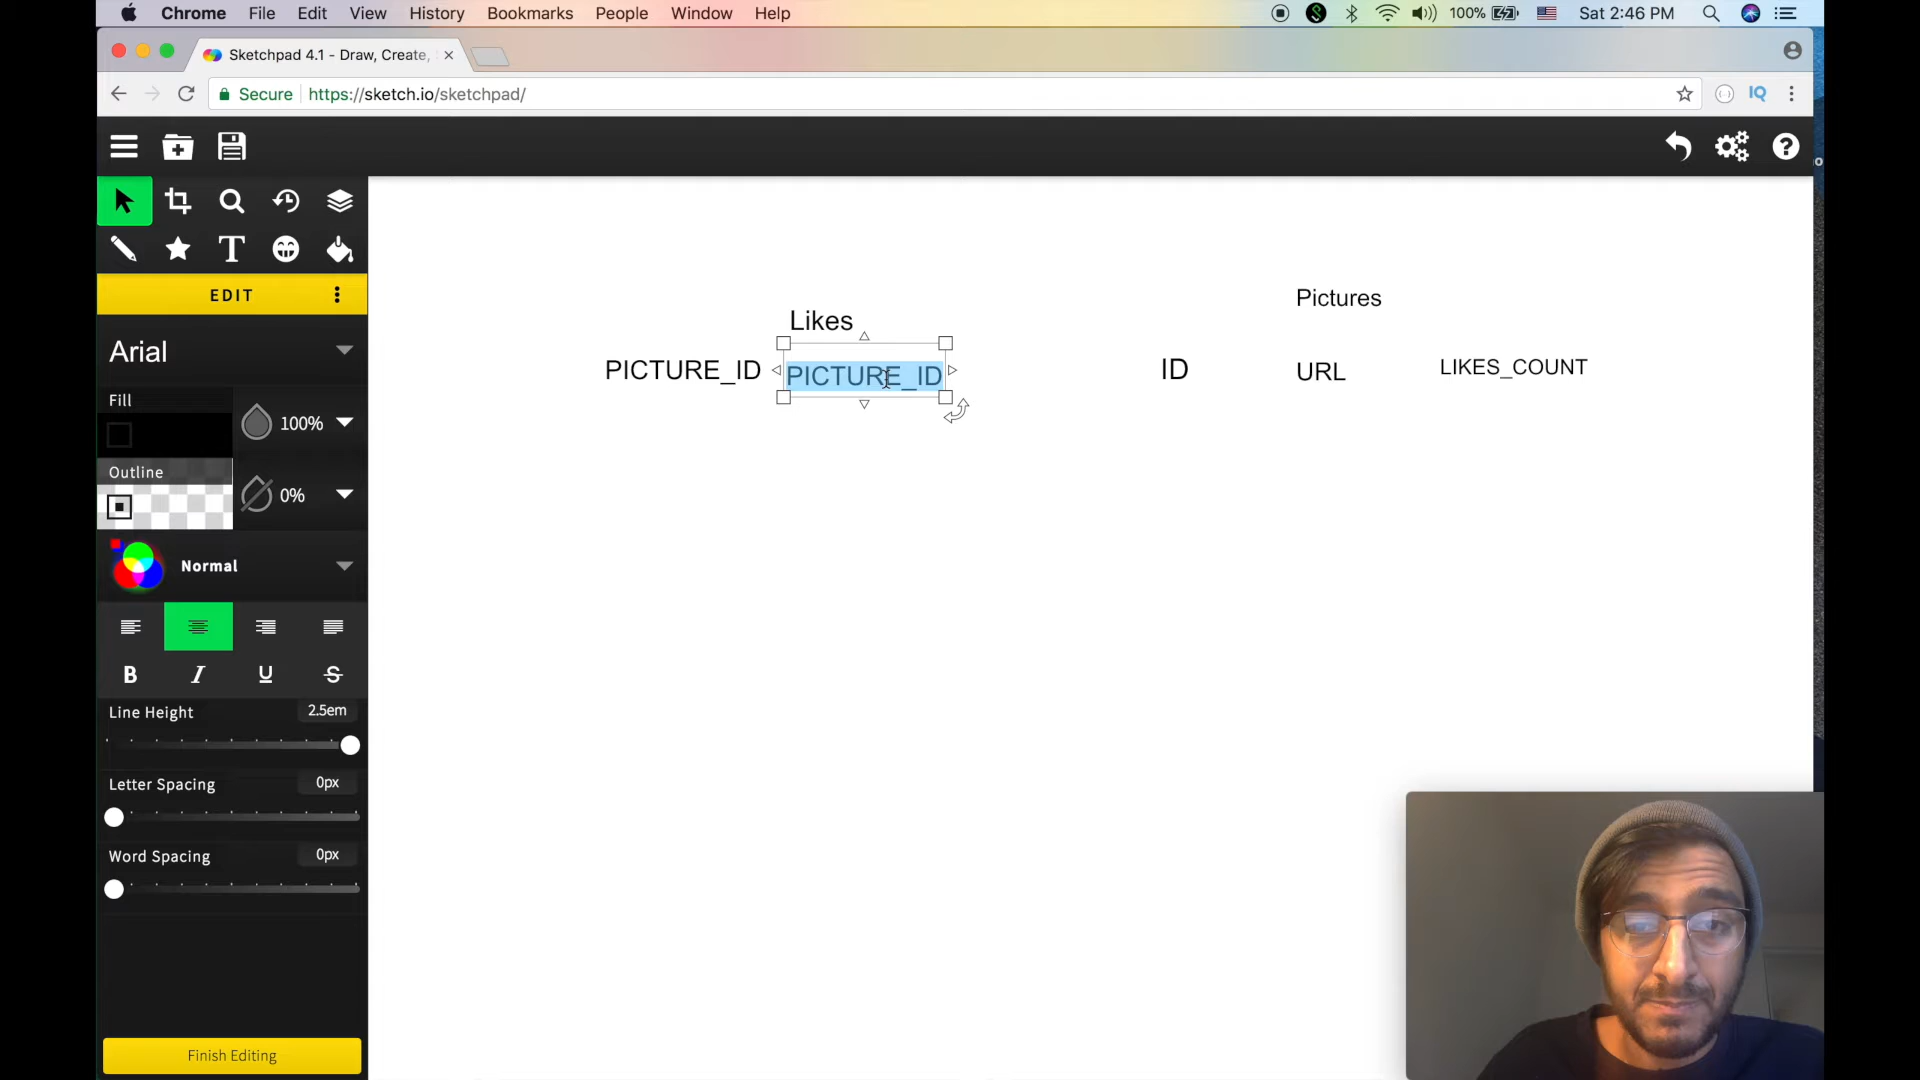 Chrome File Edit View History Bookmarks People Window Help 100% Sat 2:46 PM
Sketchpad 4.1 - Draw, Create,
Secure https://sketch.io/sketchpad/ IQ
EDIT
Arial
Fill
100%
Outline
0%
Normal
B I U S
Line Height 2.5em
Letter Spacing 0px
Word Spacing 0px
Finish Editing
Likes
PICTURE_ID PICTURE_ID
Pictures
ID URL LIKES_COUNT